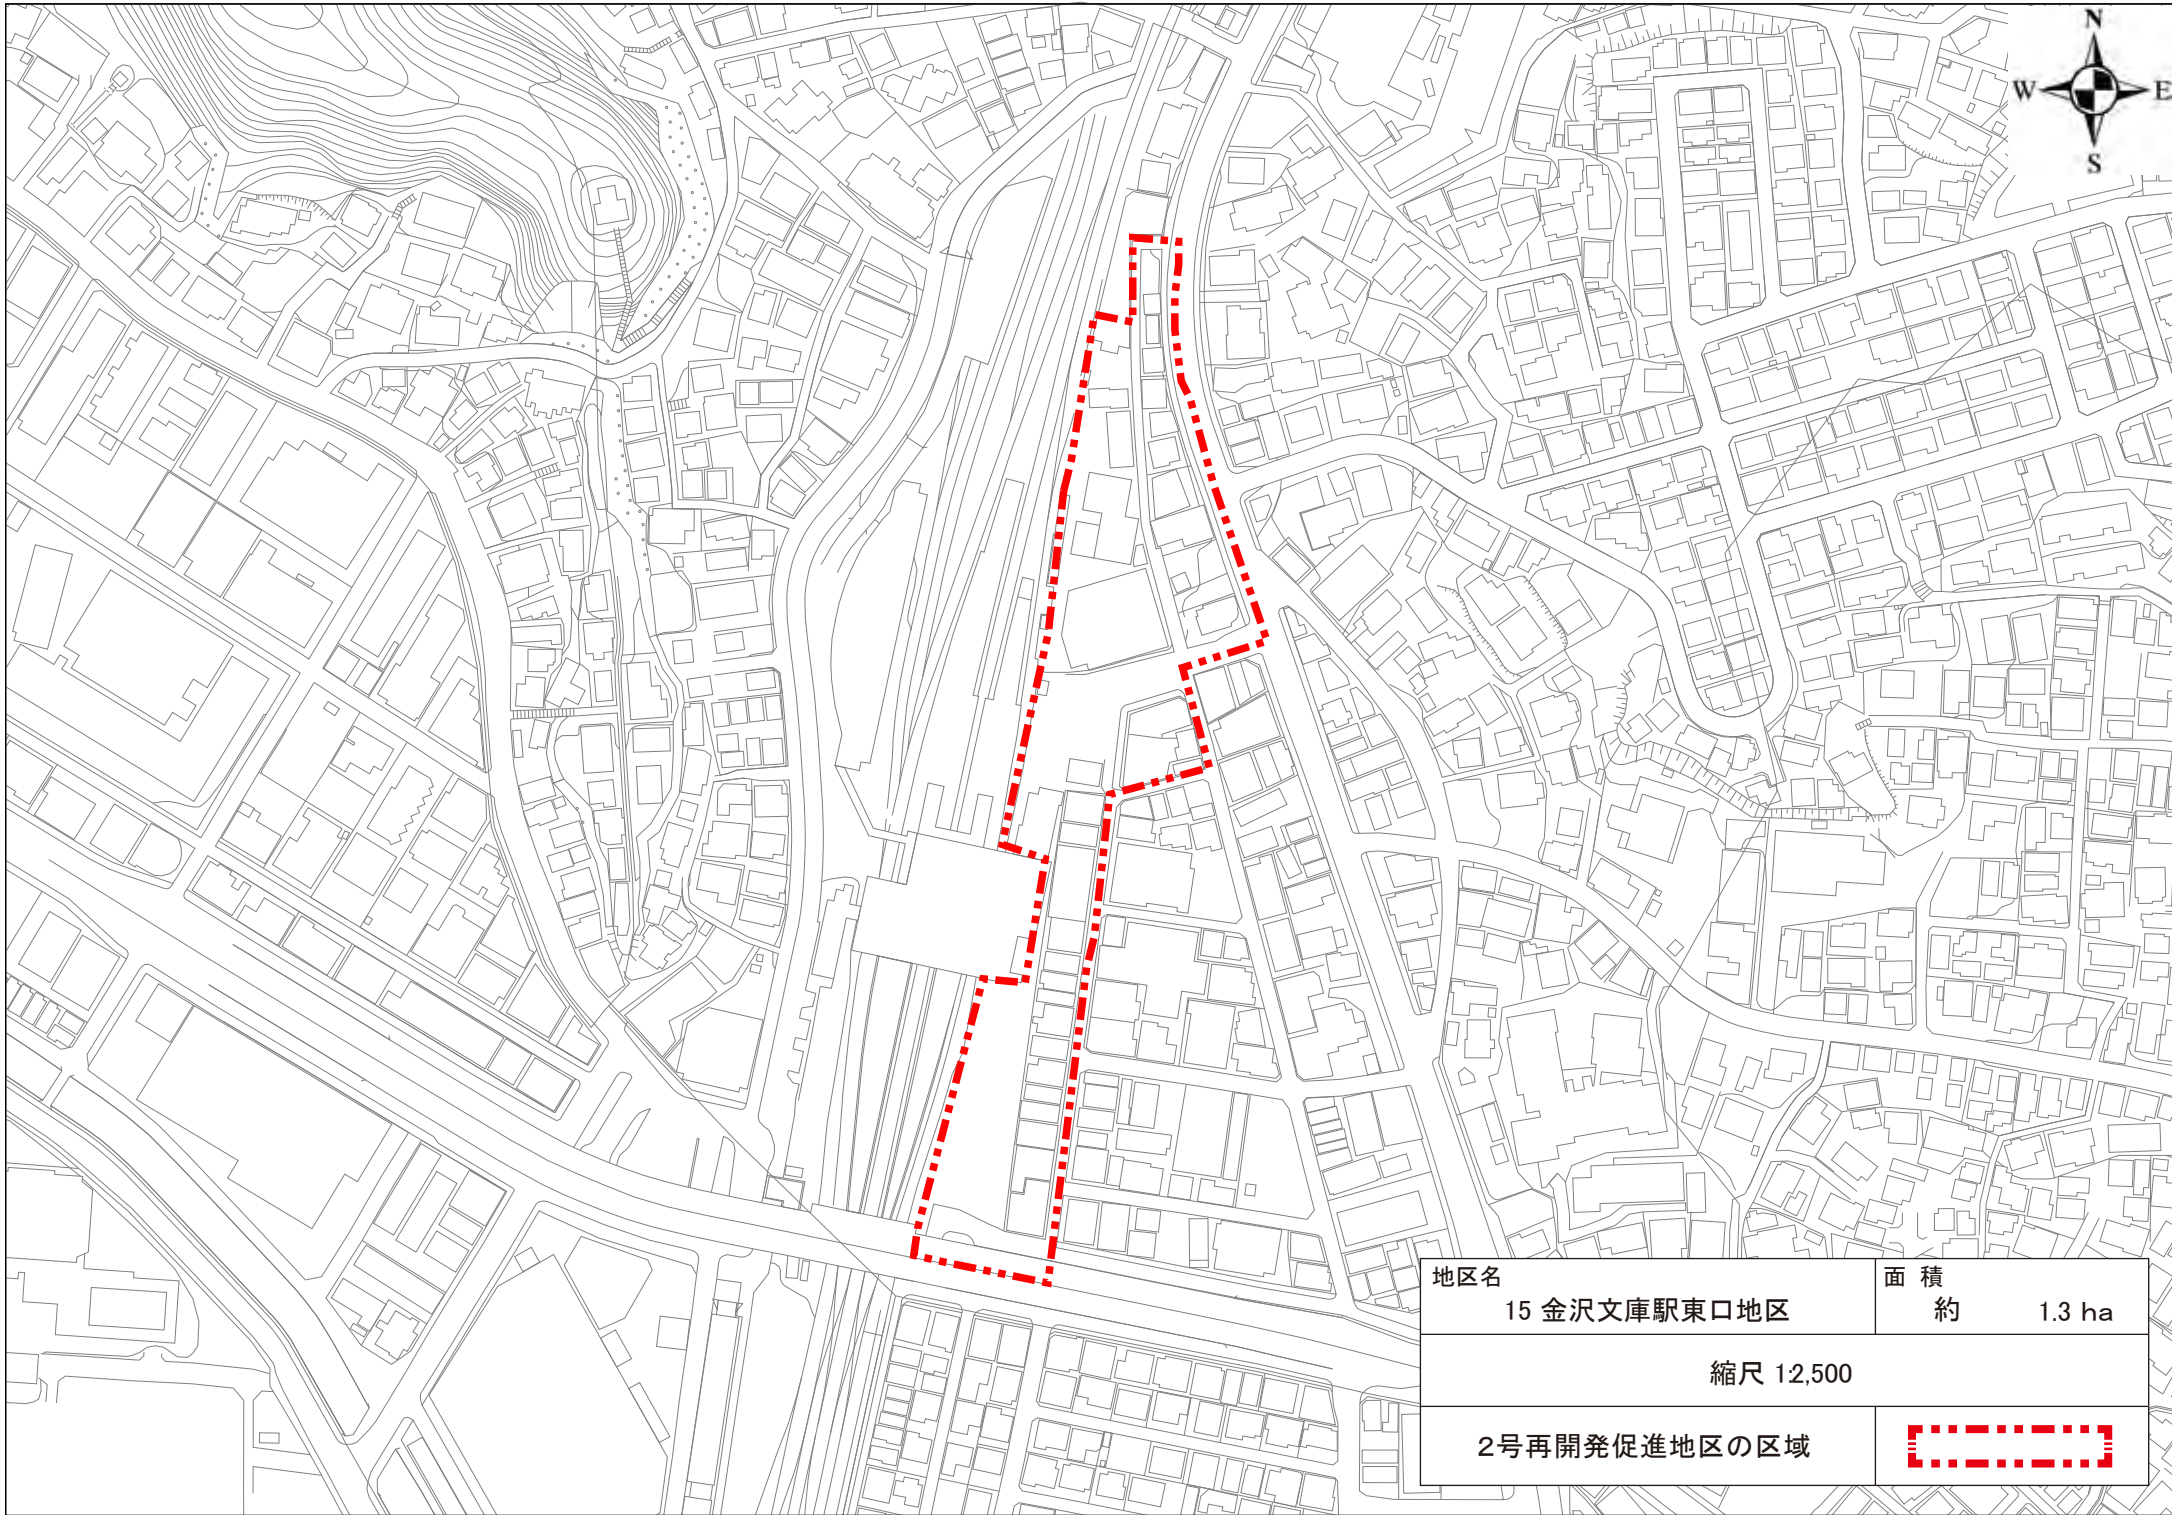 N
W E
S
地区名
15 金沢文庫駅東口地区
面 積
約 1.3 ha
縮尺 1:2,500
2号再開発促進地区の区域